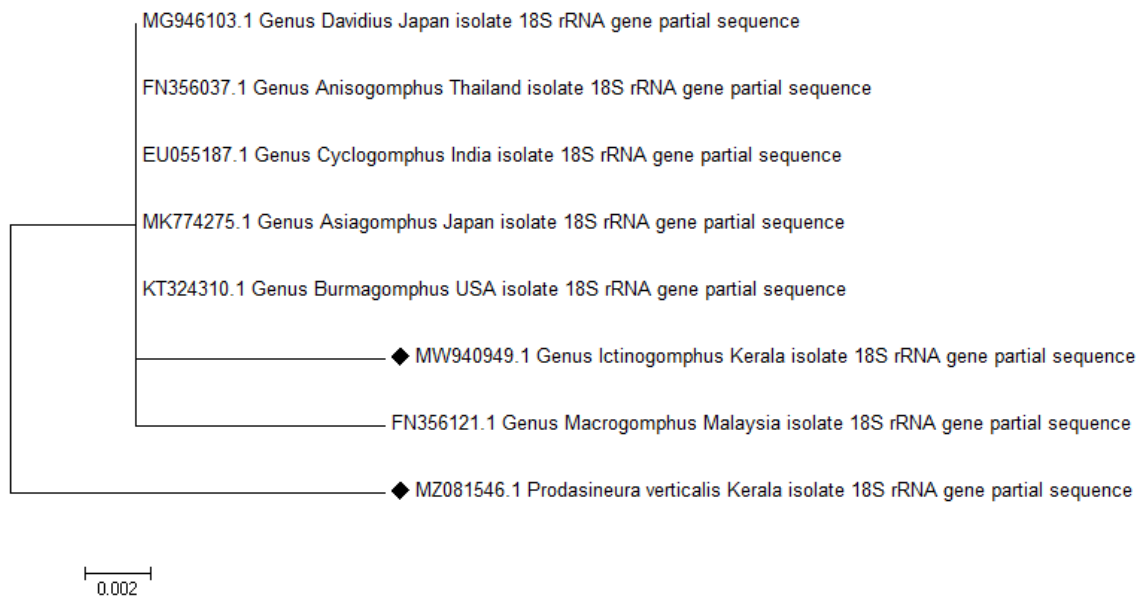 MG946103.1 Genus Davidius Japan isolate 18S rRNA gene partial sequence
FN356037.1 Genus Anisogomphus Thailand isolate 18S rRNA gene partial sequence
EU055187.1 Genus Cyclogomphus India isolate 18S rRNA gene partial sequence
MK774275.1 Genus Asiagomphus Japan isolate 18S rRNA gene partial sequence
KT324310.1 Genus Burmagomphus USA isolate 18S rRNA gene partial sequence
MW940949.1 Genus Ictinogomphus Kerala isolate 18S rRNA gene partial sequence
FN356121.1 Genus Macrogomphus Malaysia isolate 18S rRNA gene partial sequence
MZ081546.1 Prodasineura verticalis Kerala isolate 18S rRNA gene partial sequence
0.002